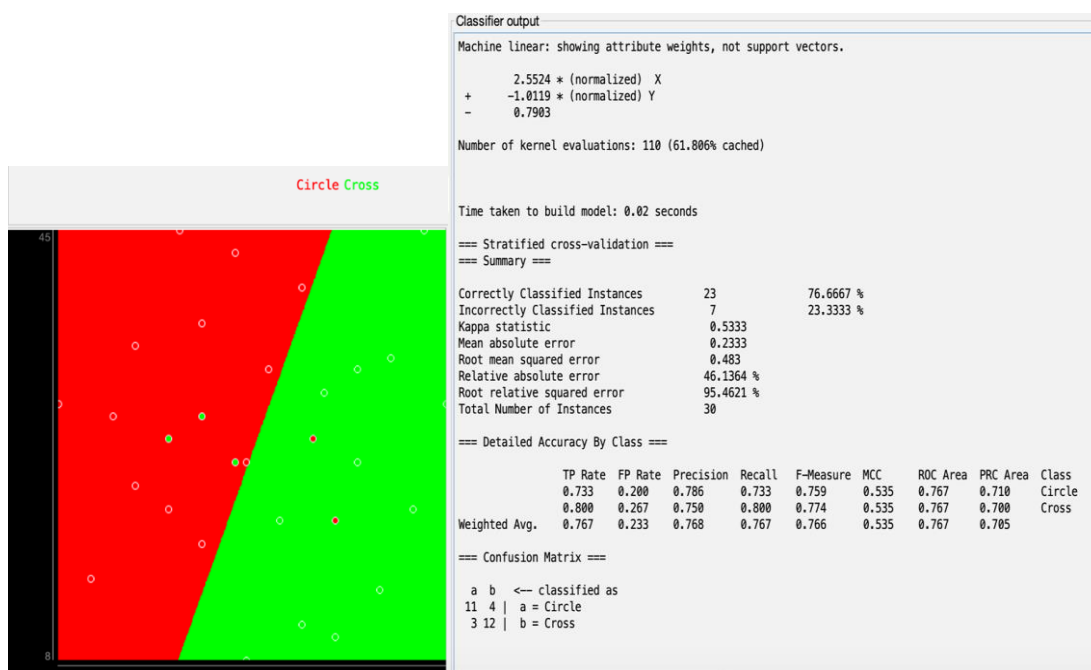 Classifier output
Machine linear: showing attribute weights, not support vectors.
2.5524 * (normalized) X
+ -1.0119 * (normalized) Y
- 0.7903
Number of kernel evaluations: 110 (61.806% cached)
Time taken to build model: 0.02 seconds
=== Stratified cross-validation ===
=== Summary ===
Correctly Classified Instances 23 76.6667 %
Incorrectly Classified Instances 7 23.3333 %
Kappa statistic 0.5333
Mean absolute error 0.2333
Root mean squared error 0.483
Relative absolute error 46.1364 %
Root relative squared error 95.4621 %
Total Number of Instances 30
=== Detailed Accuracy By Class ===
TP Rate FP Rate Precision Recall F-Measure MCC ROC Area PRC Area Class
0.733 0.200 0.786 0.733 0.759 0.535 0.767 0.710 Circle
0.800 0.267 0.750 0.800 0.774 0.535 0.767 0.700 Cross
Weighted Avg. 0.767 0.233 0.768 0.767 0.766 0.535 0.767 0.705
=== Confusion Matrix ===
a b <-- classified as
11 4 | a = Circle
3 12 | b = Cross
Circle Cross
45
8